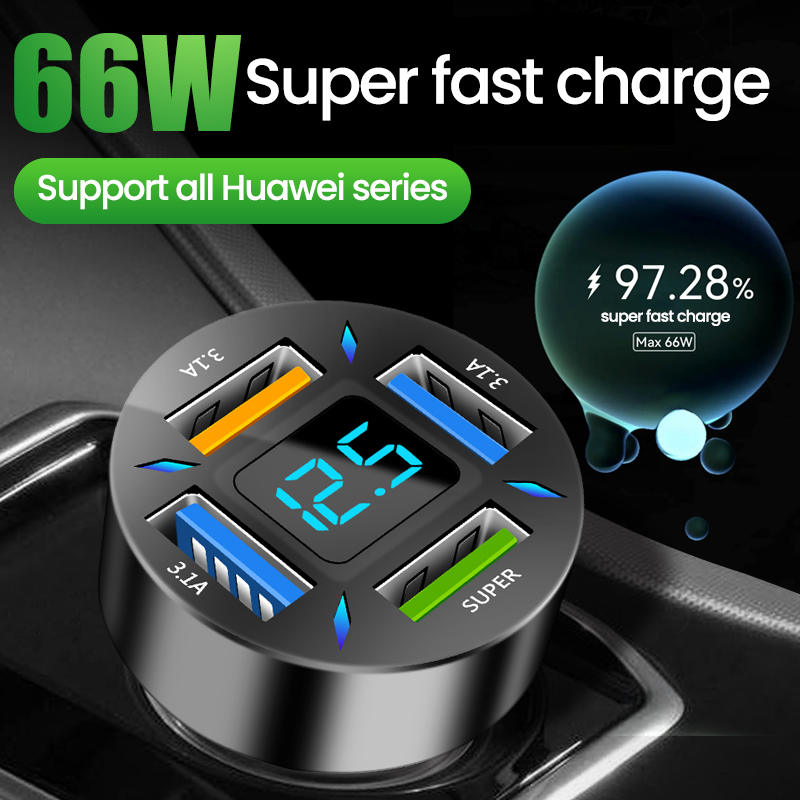 66W Super fast charge
Support all Huawei series
97.28%
super fast charge
Max 66W
3.1A
3.1A
12.5
3.1A
SUPER